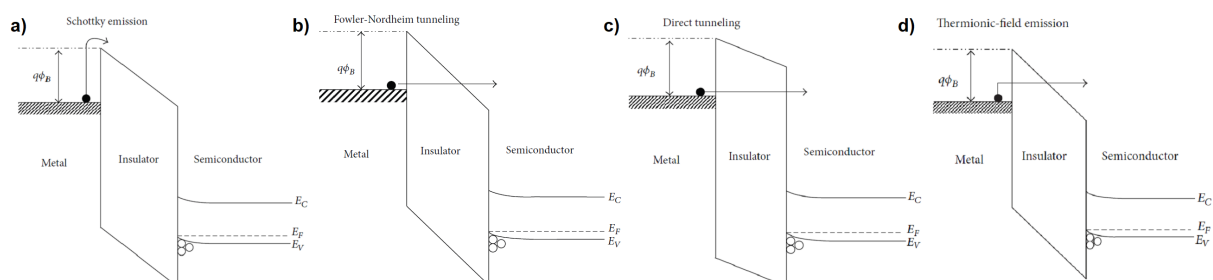 a)
Schottky emission
qϕB
Metal
Insulator
Semiconductor
EC
EF
EV
b)
Fowler-Nordheim tunneling
qϕB
Metal
Insulator
Semiconductor
EC
EF
EV
c)
Direct tunneling
qϕB
Metal
Insulator
Semiconductor
EC
EF
EV
d)
Thermionic-field emission
qϕB
Metal
Insulator
Semiconductor
EC
EF
EV